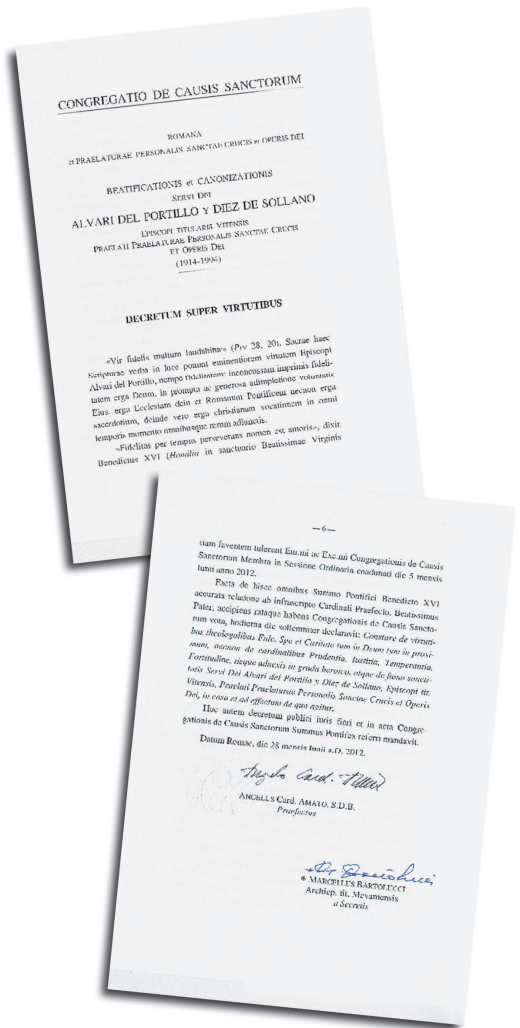 CONGREGATIO DE CAUSIS SANCTORUM
ROMANA
et PRAELATURAE PERSONALIS SANCTAE CRUCIS et OPERIS DEI
BEATIFICATIONIS et CANONIZATIONIS
SERVI DEI
ALVARI DEL PORTILLO Y DIEZ DE SOLLANO
EPISCOPI TITULARIS VITENSIS
PRAELATI PRAELATURAE PERSONALIS SANCTAE CRUCIS
ET OPERIS DEI
(1914-1994)
DECRETUM SUPER VIRTUTIBUS
«Vir fidelis multum laudabitur» (Prv 28, 20). Sacrae haec
Scripturae verba in luce ponunt eminentiorem virtutem Episcopi
Alvari del Portillo, nempe fidelitatem: inconcussam imprimis fideli-
tatem erga Deum, in prompta ac generosa adimpletione voluntatis
Eius, erga Ecclesiam dein et Romanum Pontificem necnon erga
sacerdotium, deinde vero erga christianam vocationem in omni
temporis momento omnibusque rerum adiunctis.
«Fidelitas per tempus perseverans nomen est amoris», dixit
Benedictus XVI (Homilia in sanctuario Beatissimae Virginis
—6—
tiam faventem tulerunt Em.mi ac Exc.mi Congregationis de Causis
Sanctorum Membra in Sessione Ordinaria coadunati die 5 mensis
Iunii anno 2012.
Facta de hisce omnibus Summo Pontifici Benedicto XVI
accurata relatione ab infrascripto Cardinali Praefecto, Beatissimus
Pater, accipiens rataque habens Congregationis de Causis Sancto-
rum vota, hodierna die sollemniter declaravit: Constare de virtuti-
bus theologalibus Fide, Spe et Caritate tum in Deum tum in proxi-
mum, necnon de cardinalibus Prudentia, Iustitia, Temperantia,
Fortitudine, iisque adnexis in gradu heroico, atque de fama sancti-
tatis Servi Dei Alvari del Portillo y Diez de Sollano, Episcopi tit.
Vitensis, Praelati Praelaturae Personalis Sanctae Crucis et Operis
Dei, in casu et ad effectum de quo agitur.
Hoc autem decretum publici iuris fieri et in acta Congre-
gationis de Causis Sanctorum Summus Pontifex referri mandavit.
Datum Romae, die 28 mensis Iunii a.D. 2012.
Angelo Card. Amato
ANGELUS Card. AMATO, S.D.B.
Praefectus
Bartolucci
+ MARCELLUS BARTOLUCCI
Archiep. tit. Mevaniensis
a Secretis